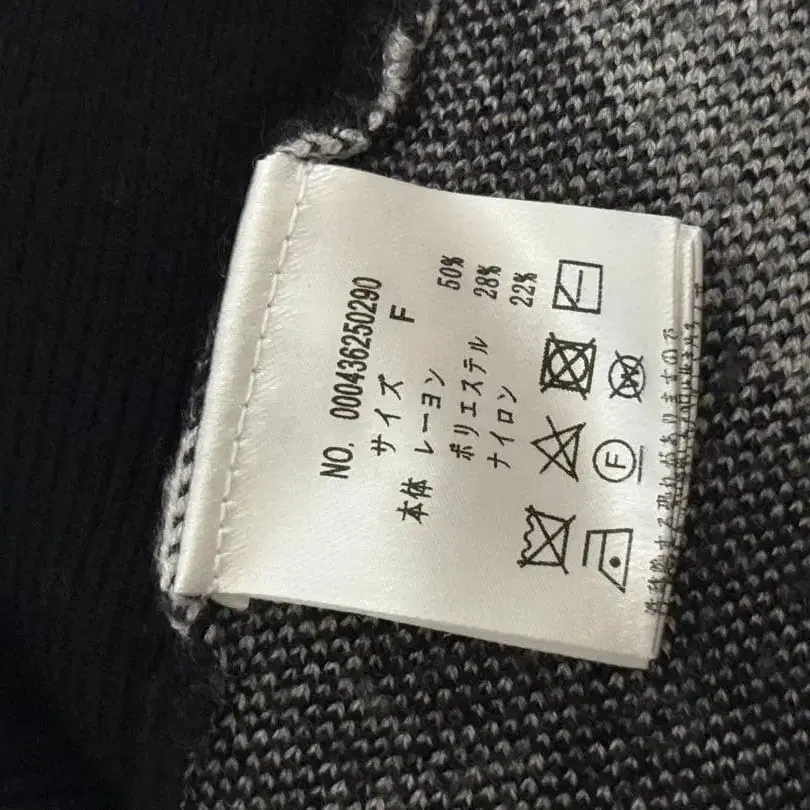 NO. 000436250290
サイズ F
本体 レーヨン 50%
ポリエステル 28%
ナイロン 22%
W
F